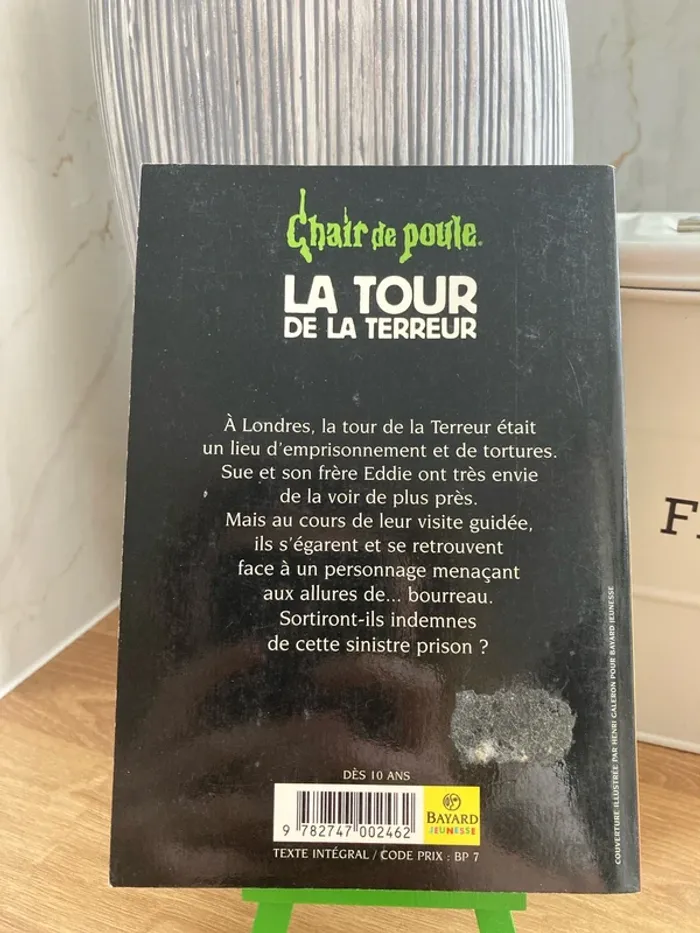 Chair de poule
LA TOUR
DE LA TERREUR
À Londres, la tour de la Terreur était
un lieu d'emprisonnement et de tortures.
Sue et son frère Eddie ont très envie
de la voir de plus près.
Mais au cours de leur visite guidée,
ils s'égarent et se retrouvent
face à un personnage menaçant
aux allures de... bourreau.
Sortiront-ils indemnes
de cette sinistre prison ?
DÈS 10 ANS
9 782747 002462
BAYARD
JEUNESSE
TEXTE INTÉGRAL / CODE PRIX : BP 7
COUVERTURE ILLUSTRÉE PAR HENRI GALERON POUR BAYARD JEUNESSE